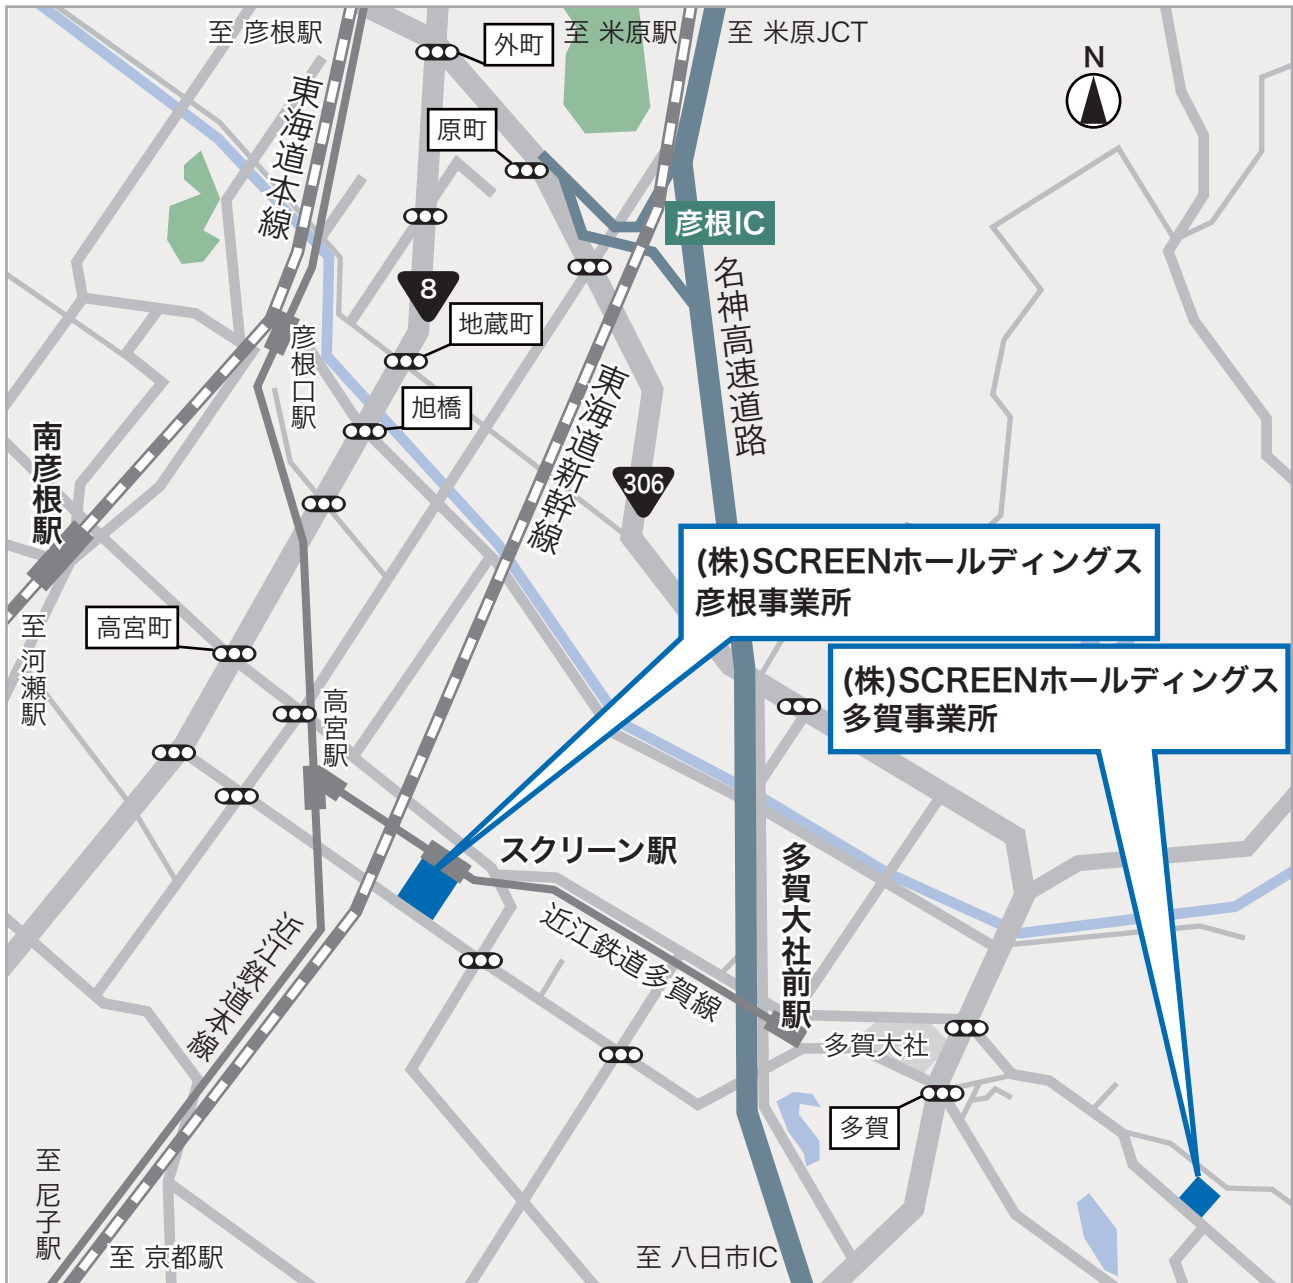 至 彦根駅
外町
至 米原駅
至 米原JCT
N
東海道本線
原町
彦根IC
8
名神高速道路
地蔵町
彦根口駅
東海道新幹線
旭橋
南彦根駅
306
(株)SCREENホールディングス
彦根事業所
至 河瀬駅
高宮町
(株)SCREENホールディングス
多賀事業所
高宮駅
スクリーン駅
多賀大社前駅
近江鉄道多賀線
近江鉄道本線
多賀大社
多賀
至 尼子駅
至 京都駅
至 八日市IC